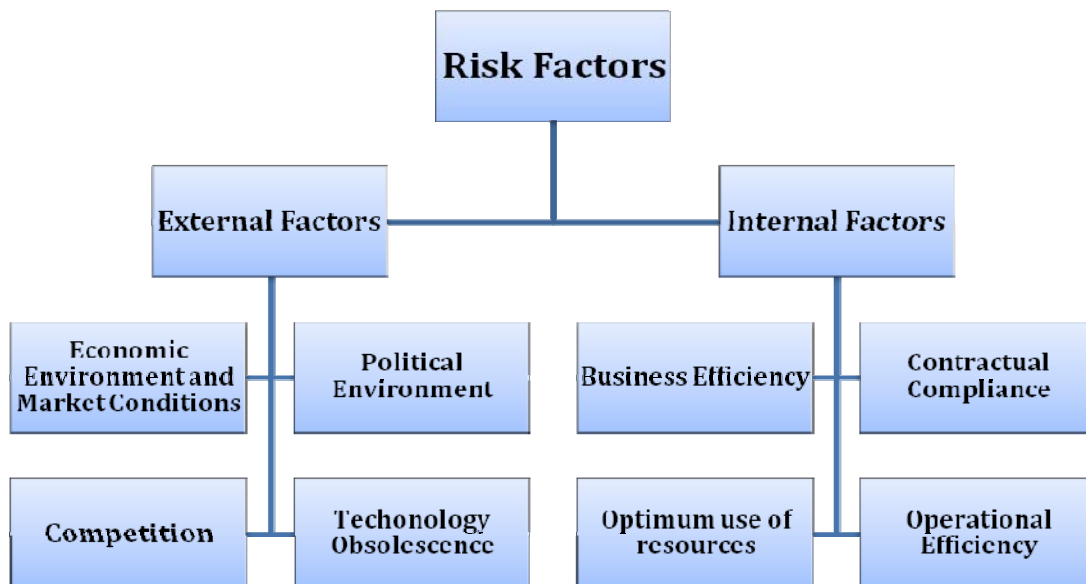 Risk Factors
External Factors
Internal Factors
Economic
Environment and
Market Conditions
Political
Environment
Business Efficiency
Contractual
Compliance
Competition
Techonology
Obsolescence
Optimum use of
resources
Operational
Efficiency